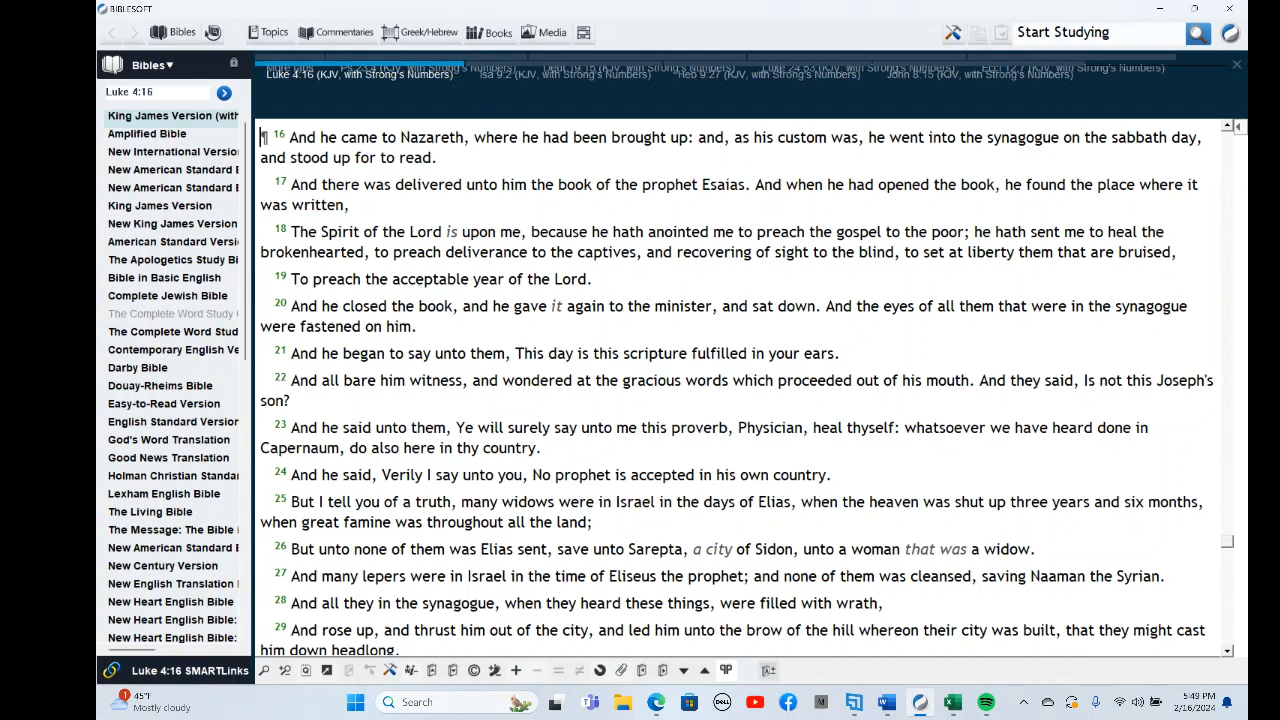 BIBLESOFT
Bibles
Topics
Commentaries
Greek/Hebrew
Books
Media
Start Studying
Bibles▾
Luke 4:16 (KJV, with Strong's Numbers)
Isa 9:2 (KJV, with Strong's Numbers)
Heb 9:27 (KJV, with Strong's Numbers)
John 8:15 (KJV, with Strong's Numbers)
Luke 4:16
King James Version (with
Amplified Bible
New International Versio
New American Standard E
New American Standard E
King James Version
New King James Version
American Standard Versi
The Apologetics Study Bi
Bible in Basic English
Complete Jewish Bible
The Complete Word Study
The Complete Word Stud
Contemporary English Ve
Darby Bible
Douay-Rheims Bible
Easy-to-Read Version
English Standard Version
God's Word Translation
Good News Translation
Holman Christian Standa
Lexham English Bible
The Living Bible
The Message: The Bible
New American Standard E
New Century Version
New English Translation
New Heart English Bible
New Heart English Bible:
New Heart English Bible:
Luke 4:16 SMARTLinks
¶ 16 And he came to Nazareth, where he had been brought up: and, as his custom was, he went into the synagogue on the sabbath day,
and stood up for to read.
17 And there was delivered unto him the book of the prophet Esaias. And when he had opened the book, he found the place where it
was written,
18 The Spirit of the Lord is upon me, because he hath anointed me to preach the gospel to the poor; he hath sent me to heal the
brokenhearted, to preach deliverance to the captives, and recovering of sight to the blind, to set at liberty them that are bruised,
19 To preach the acceptable year of the Lord.
20 And he closed the book, and he gave it again to the minister, and sat down. And the eyes of all them that were in the synagogue
were fastened on him.
21 And he began to say unto them, This day is this scripture fulfilled in your ears.
22 And all bare him witness, and wondered at the gracious words which proceeded out of his mouth. And they said, Is not this Joseph's
son?
23 And he said unto them, Ye will surely say unto me this proverb, Physician, heal thyself: whatsoever we have heard done in
Capernaum, do also here in thy country.
24 And he said, Verily I say unto you, No prophet is accepted in his own country.
25 But I tell you of a truth, many widows were in Israel in the days of Elias, when the heaven was shut up three years and six months,
when great famine was throughout all the land;
26 But unto none of them was Elias sent, save unto Sarepta, a city of Sidon, unto a woman that was a widow.
27 And many lepers were in Israel in the time of Eliseus the prophet; and none of them was cleansed, saving Naaman the Syrian.
28 And all they in the synagogue, when they heard these things, were filled with wrath,
29 And rose up, and thrust him out of the city, and led him unto the brow of the hill whereon their city was built, that they might cast
him down headlong.
1
45°F
Mostly cloudy
Search
5:49 PM
2/16/2024